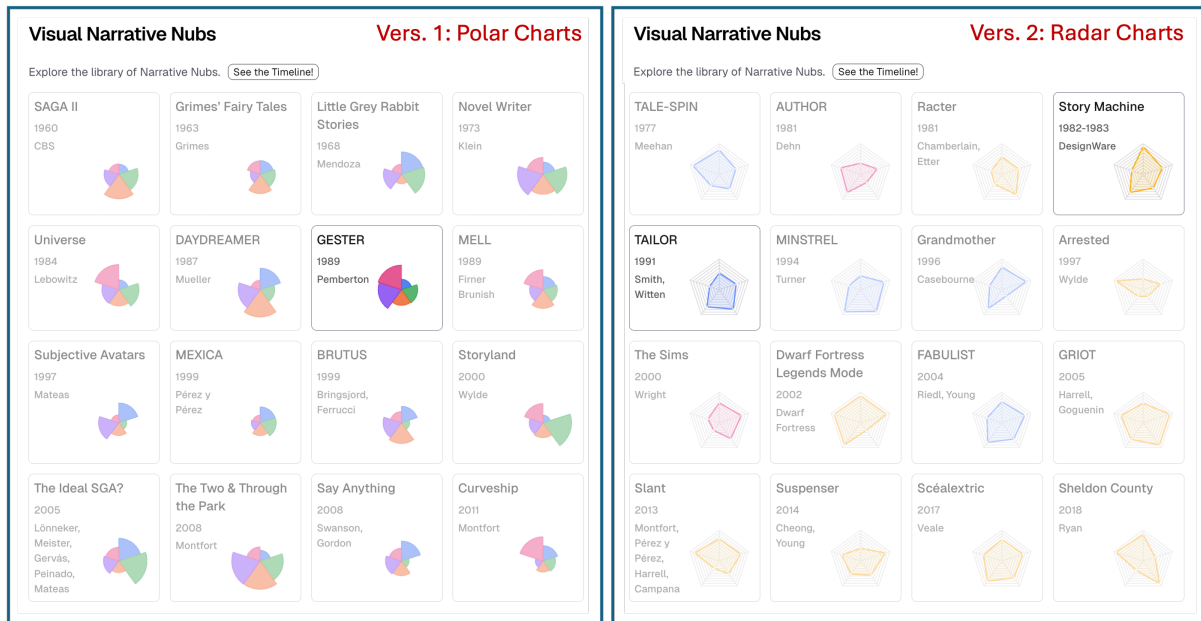 Visual Narrative Nubs
Vers. 1: Polar Charts
Explore the library of Narrative Nubs.
See the Timeline!
SAGA II
1960
CBS
Grimes' Fairy Tales
1963
Grimes
Little Grey Rabbit
Stories
1968
Mendoza
Novel Writer
1973
Klein
Universe
1984
Lebowitz
DAYDREAMER
1987
Mueller
GESTER
1989
Pemberton
MELL
1989
Firner
Brunish
Subjective Avatars
1997
Mateas
MEXICA
1999
Pérez y
Pérez
BRUTUS
1999
Bringsjord,
Ferrucci
Storyland
2000
Wylde
The Ideal SGA?
2005
Lönneker,
Meister,
Gervás,
Peinado,
Mateas
The Two & Through
the Park
2008
Montfort
Say Anything
2008
Swanson,
Gordon
Curveship
2011
Montfort
Visual Narrative Nubs
Vers. 2: Radar Charts
Explore the library of Narrative Nubs.
See the Timeline!
TALE-SPIN
1977
Meehan
AUTHOR
1981
Dehn
Racter
1981
Chamberlain,
Etter
Story Machine
1982-1983
DesignWare
TAILOR
1991
Smith,
Witten
MINSTREL
1994
Turner
Grandmother
1996
Casebourne
Arrested
1997
Wylde
The Sims
2000
Wright
Dwarf Fortress
Legends Mode
2002
Dwarf
Fortress
FABULIST
2004
Riedl, Young
GRIOT
2005
Harrell,
Goguenin
Slant
2013
Montfort,
Pérez y
Pérez,
Harrell,
Campana
Suspenser
2014
Cheong,
Young
Scéalextric
2017
Veale
Sheldon County
2018
Ryan